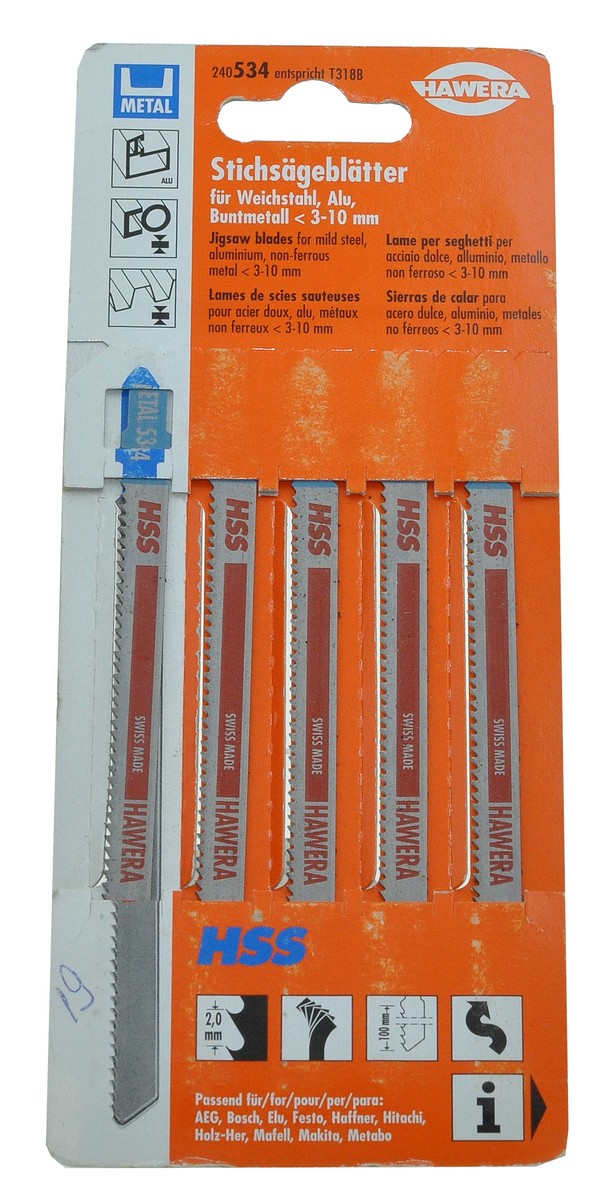 240534 entspricht T318B
HAWERA
METAL
ALU
Stichsägeblätter
für Weichstahl, Alu,
Buntmetall < 3-10 mm
Jigsaw blades for mild steel,
aluminium, non-ferrous
metal < 3-10 mm
Lame per seghetti per
acciaio dolce, alluminio, metallo
non ferroso < 3-10 mm
Lames de scies sauteuses
pour acier doux, alu, métaux
non ferreux < 3-10 mm
Sierras de calar para
acero dulce, aluminio, metales
no férreos < 3-10 mm
HSS SWISS MADE HAWERA
HSS SWISS MADE HAWERA
HSS SWISS MADE HAWERA
HSS SWISS MADE HAWERA
HSS SWISS MADE HAWERA
HSS
2,0
mm
100 mm
i
Passend für/for/pour/per/para:
AEG, Bosch, Elu, Festo, Haffner, Hitachi,
Holz-Her, Mafell, Makita, Metabo